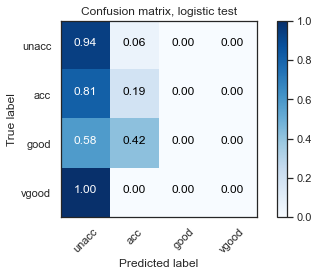 Confusion matrix, logistic test
True label
unacc 0.94 0.06 0.00 0.00
acc 0.81 0.19 0.00 0.00
good 0.58 0.42 0.00 0.00
vgood 1.00 0.00 0.00 0.00
unacc acc good vgood
Predicted label
1.0
0.8
0.6
0.4
0.2
0.0